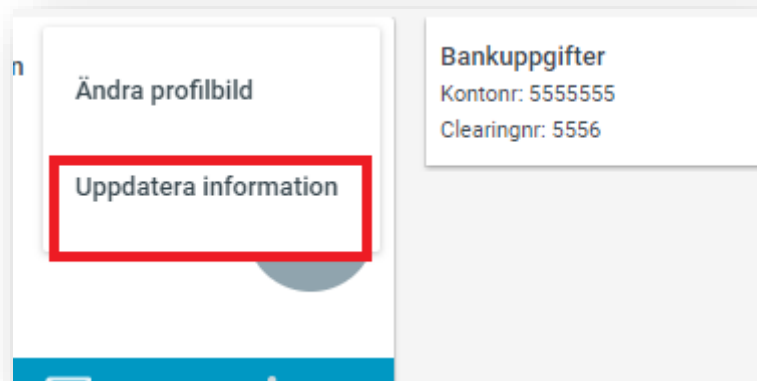 n
Ändra profilbild
Uppdatera information
Bankuppgifter
Kontonr: 5555555
Clearingnr: 5556